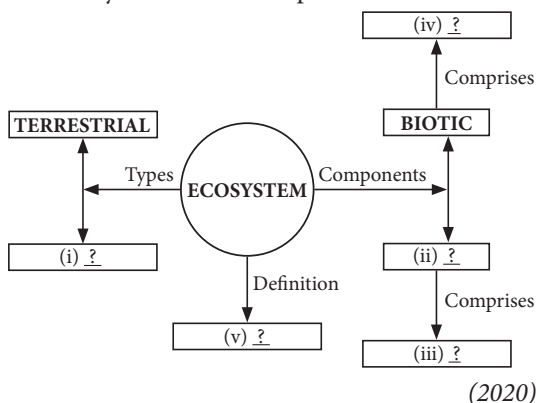 (iv) ?
Comprises
TERRESTRIAL
BIOTIC
Types
ECOSYSTEM
Components
(i) ?
(ii) ?
Definition
Comprises
(v) ?
(iii) ?
(2020)